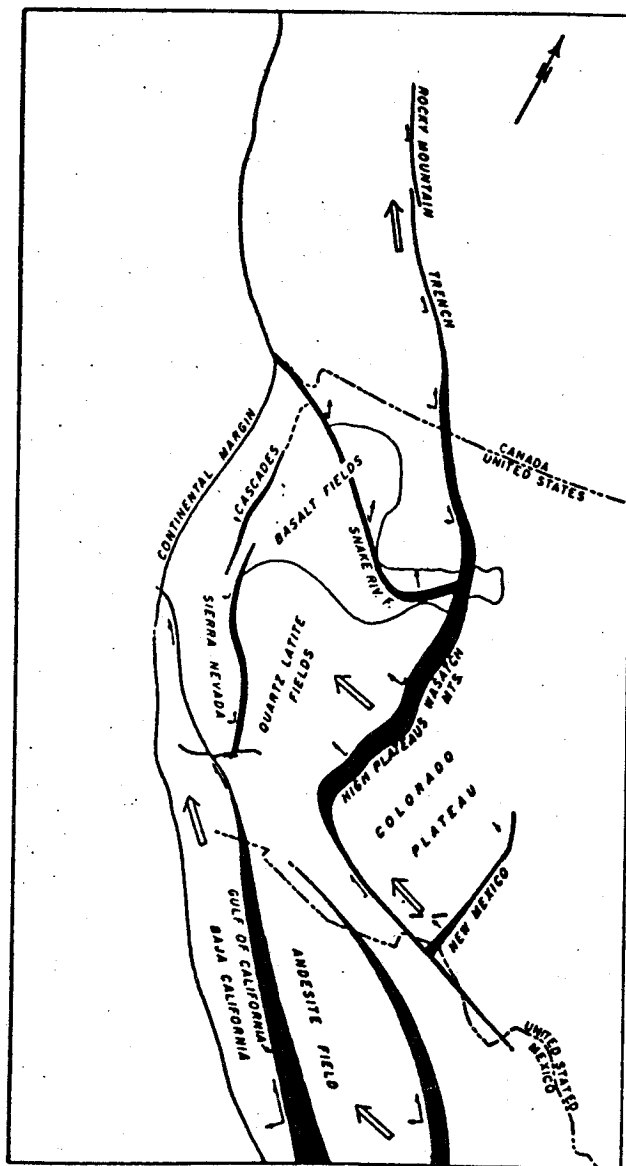 N
ROCKY MOUNTAIN
TRENCH
CANADA
UNITED STATES
CONTINENTAL MARGIN
CASCADES
BASALT FIELDS
SNAKE RIV. F.
SIERRA NEVADA
QUARTZ LATITE
FIELDS
WASATCH
MTS.
HIGH PLATEAUS
COLORADO
PLATEAU
NEW MEXICO
GULF OF CALIFORNIA
BAJA CALIFORNIA
ANDESITE FIELD
UNITED STATES
MEXICO